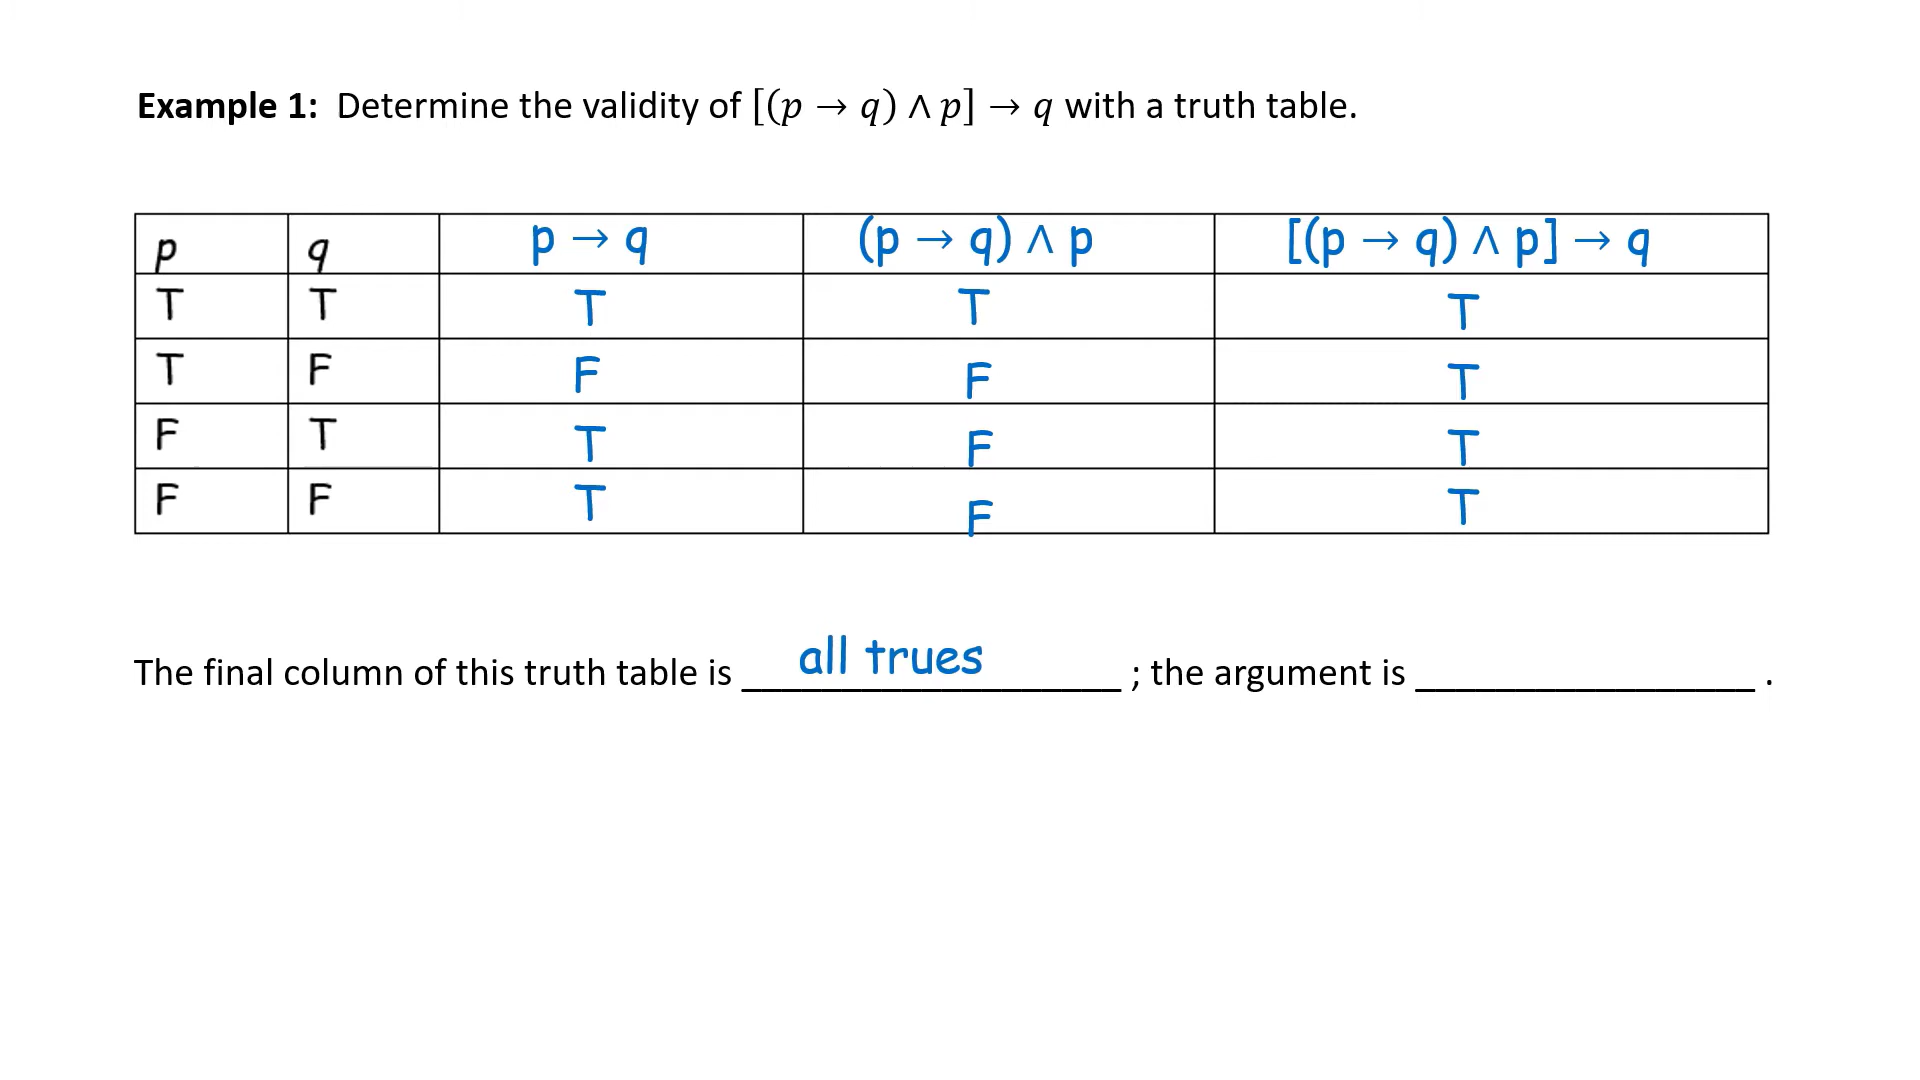 Example 1: Determine the validity of [(p → q) ∧ p] → q with a truth table.
p q p → q (p → q) ∧ p [(p → q) ∧ p] → q
T T T T T
T F F F T
F T T F T
F F T F T
The final column of this truth table is all trues ; the argument is ________________ .